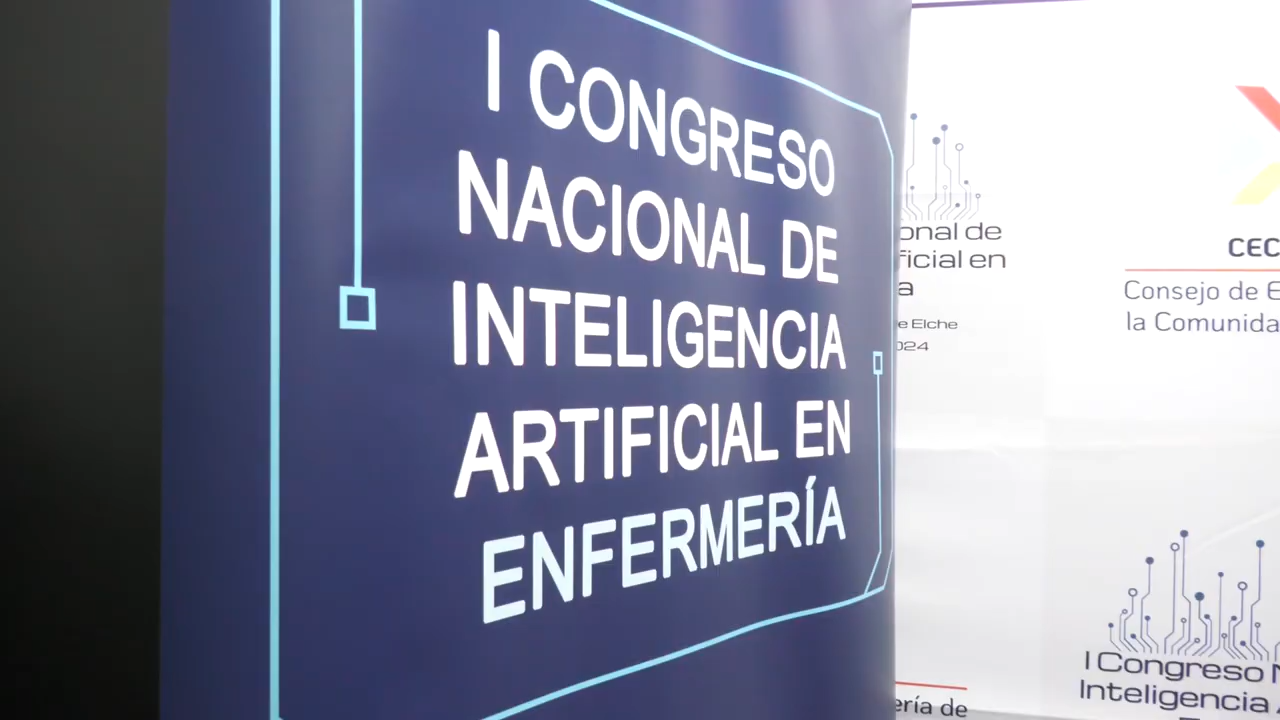 I CONGRESO
NACIONAL DE
INTELIGENCIA
ARTIFICIAL EN
ENFERMERÍA
onal de
ficial en
a
e Elche
024
CEC
Consejo de E
la Comunida
I Congreso N
Inteligencia A
ería de